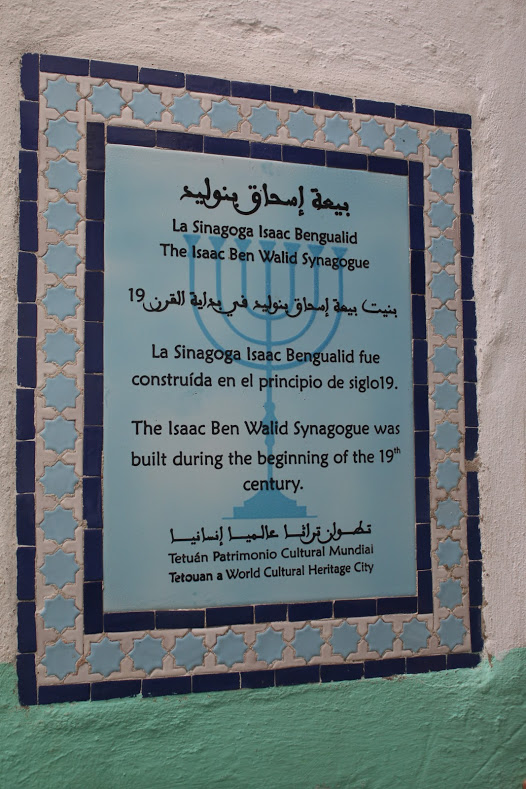 بيعة إسحاق بنوليد
La Sinagoga Isaac Bengualid
The Isaac Ben Walid Synagogue
بنيت بيعة إسحاق بنوليد في بداية القرن 19
La Sinagoga Isaac Bengualid fue
construída en el principio de siglo19.
The Isaac Ben Walid Synagogue was
built during the beginning of the 19th
century.
تطوان تراثا عالميا إنسانيا
Tetuán Patrimonio Cultural Mundial
Tetouan a World Cultural Heritage City